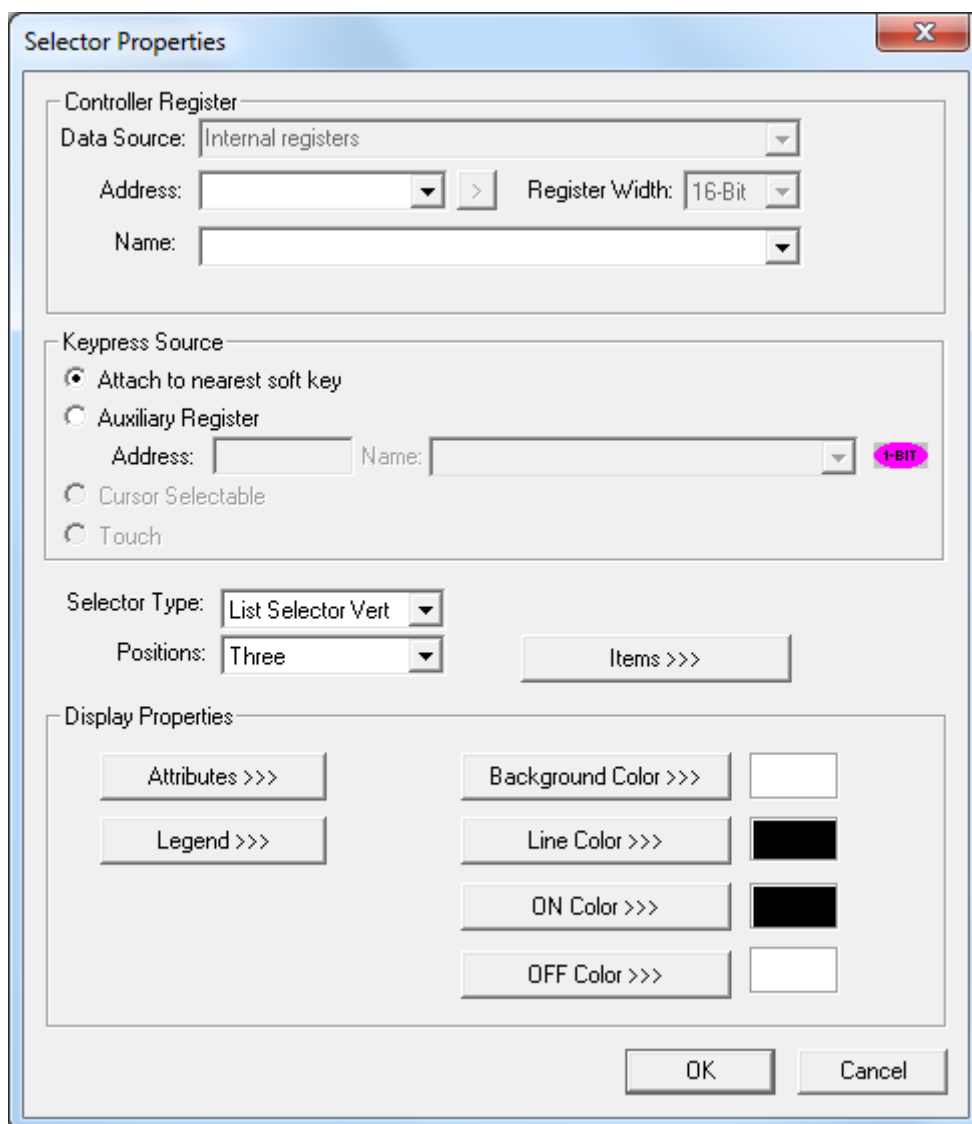 Selector Properties
Controller Register
Data Source: Internal registers
Address: > Register Width: 16-Bit
Name:
Keypress Source
Attach to nearest soft key
Auxiliary Register
Address: Name: 1-BIT
Cursor Selectable
Touch
Selector Type: List Selector Vert
Positions: Three Items >>>
Display Properties
Attributes >>> Background Color >>>
Legend >>> Line Color >>>
ON Color >>>
OFF Color >>>
OK Cancel